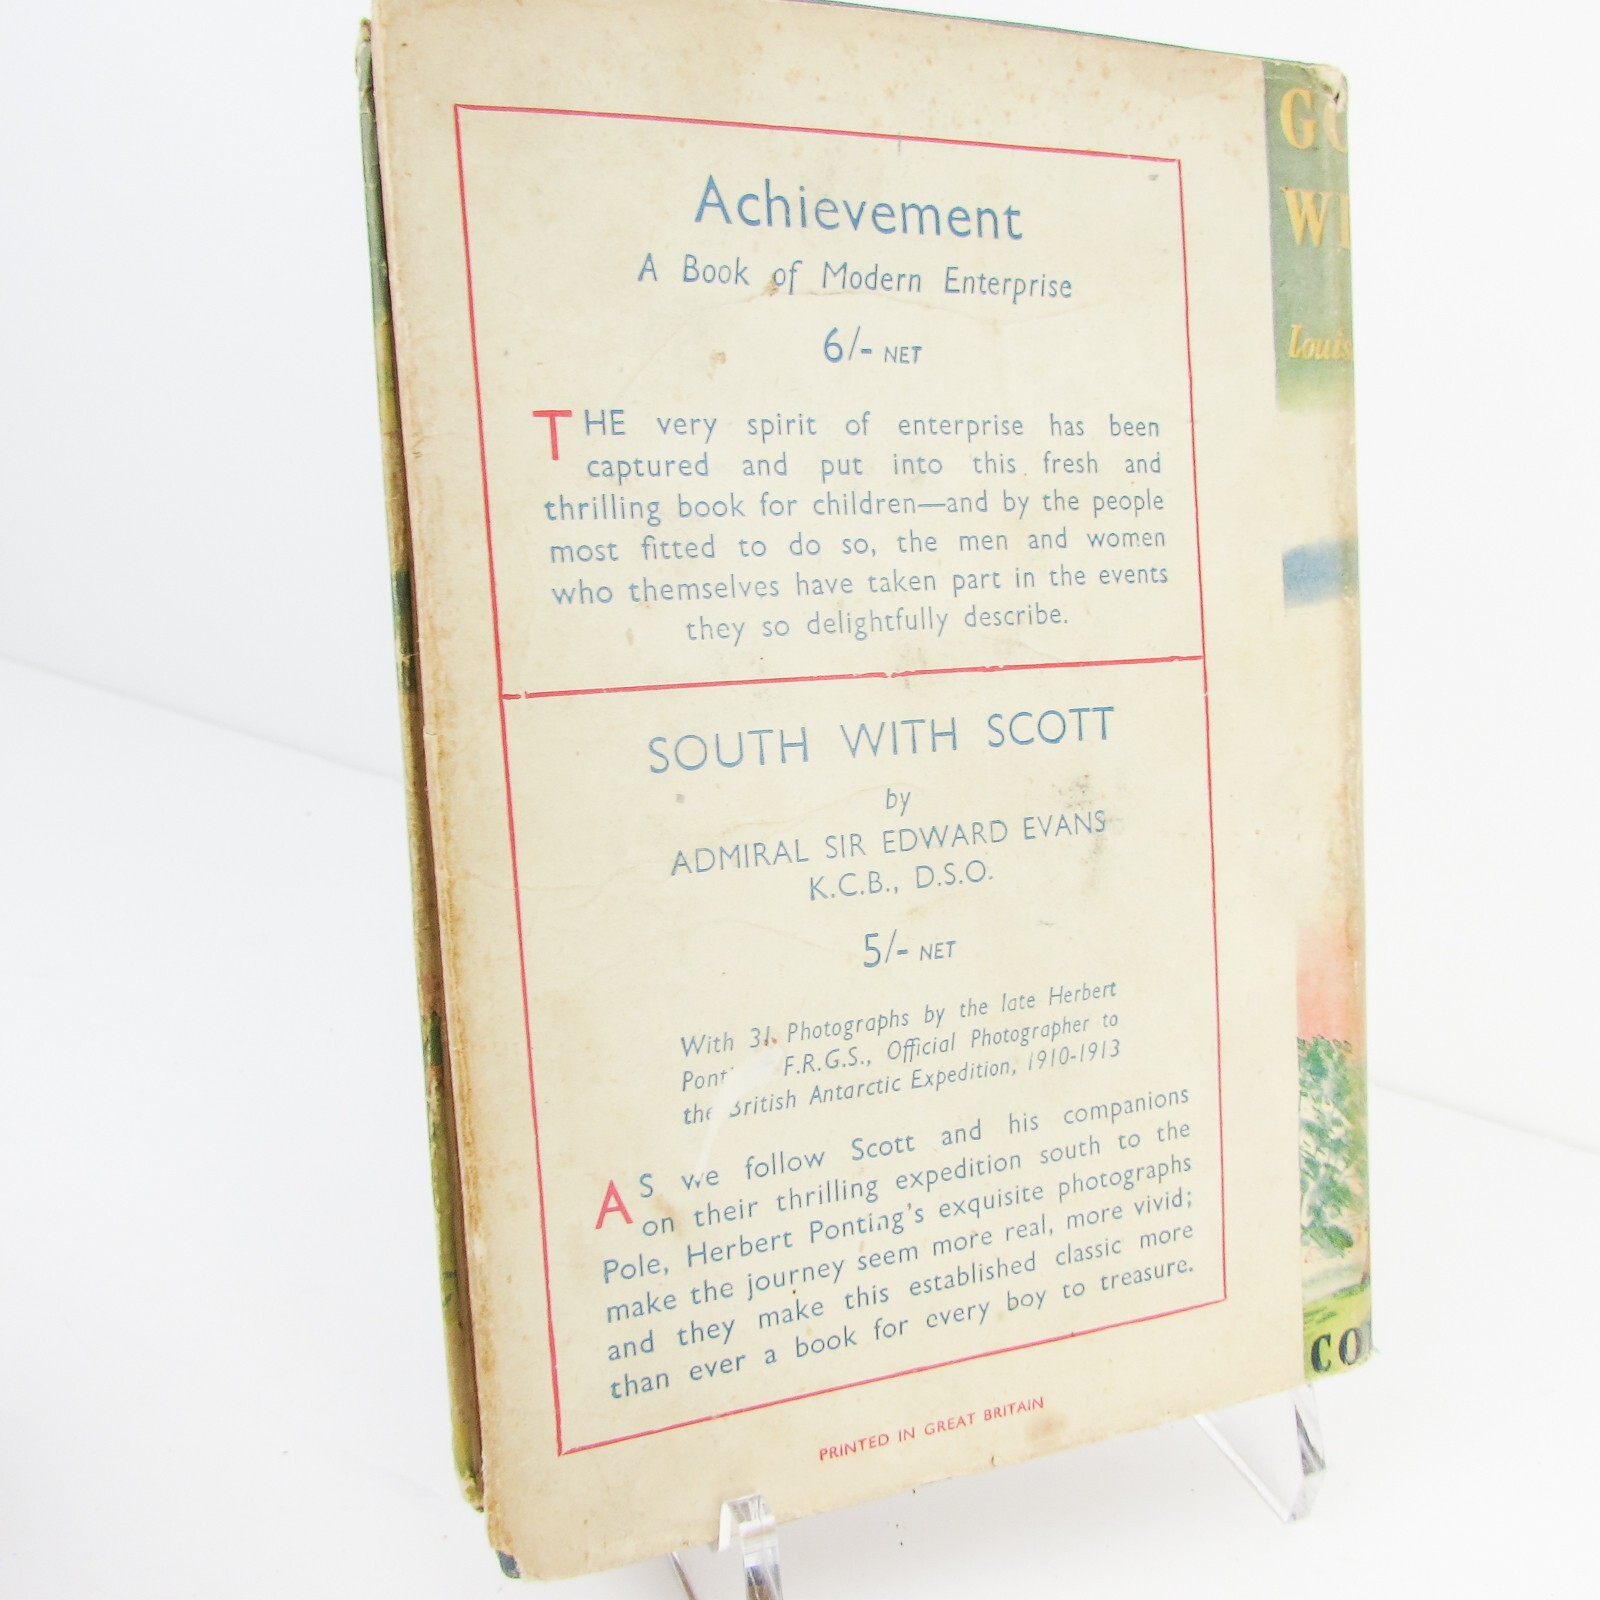 Achievement
A Book of Modern Enterprise
6/- NET
THE very spirit of enterprise has been
captured and put into this fresh and
thrilling book for children—and by the people
most fitted to do so, the men and women
who themselves have taken part in the events
they so delightfully describe.
SOUTH WITH SCOTT
by
ADMIRAL SIR EDWARD EVANS
K.C.B., D.S.O.
5/- NET
With 31 Photographs by the late Herbert
F.R.G.S., Official Photographer to
the British Antarctic Expedition, 1910-1913
AS we follow Scott and his companions
on their thrilling expedition south to the
Pole, Herbert Ponting's exquisite photographs
make the journey seem more real, more vivid;
and they make this established classic more
than ever a book for every boy to treasure.
PRINTED IN GREAT BRITAIN
Louis